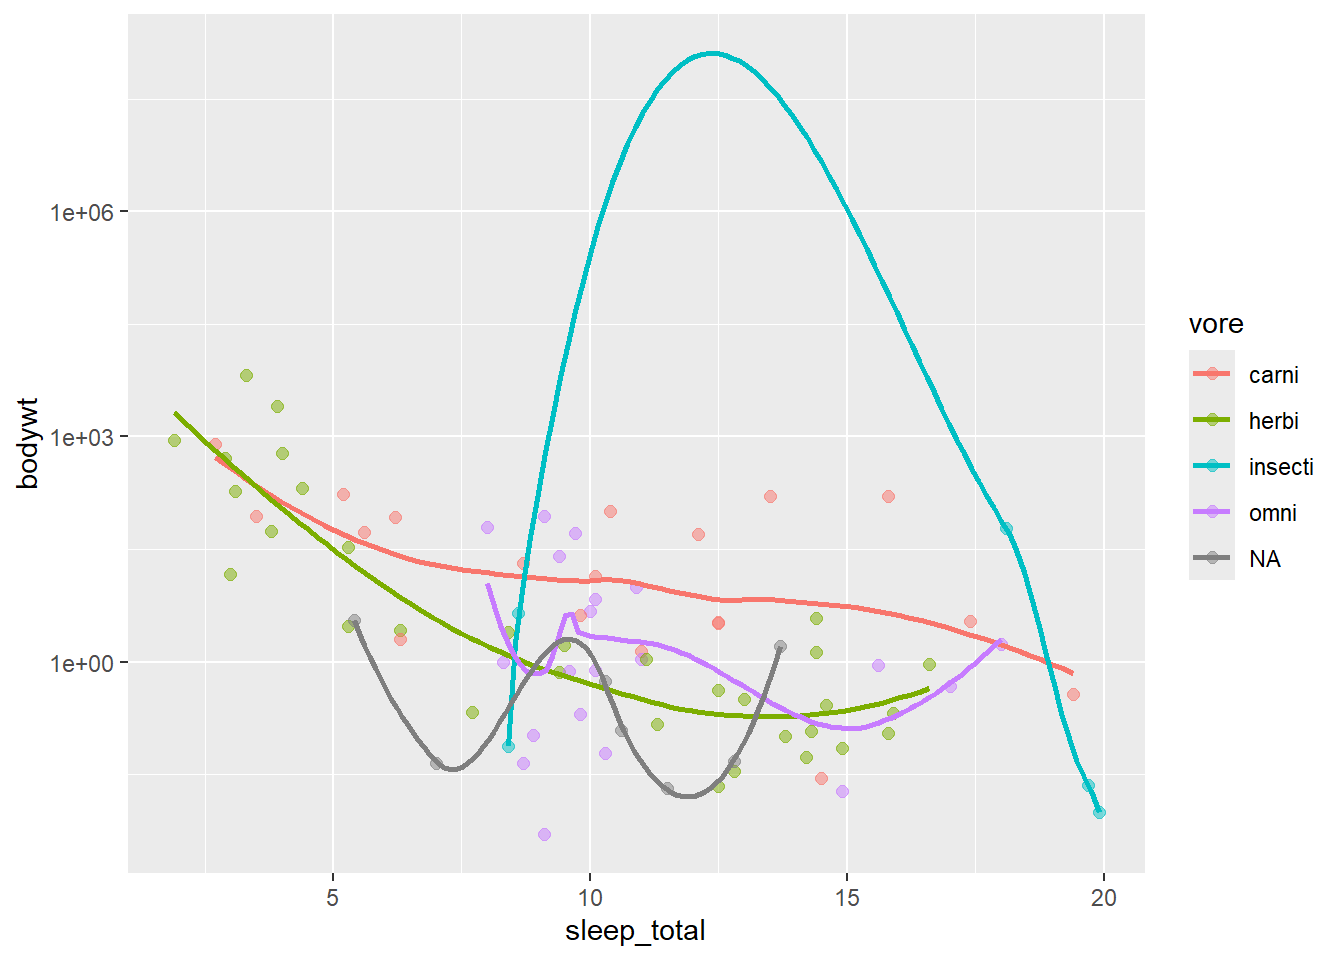 1e+06
1e+03
1e+00
bodywt
5
10
15
20
sleep_total
vore
carni
herbi
insecti
omni
NA